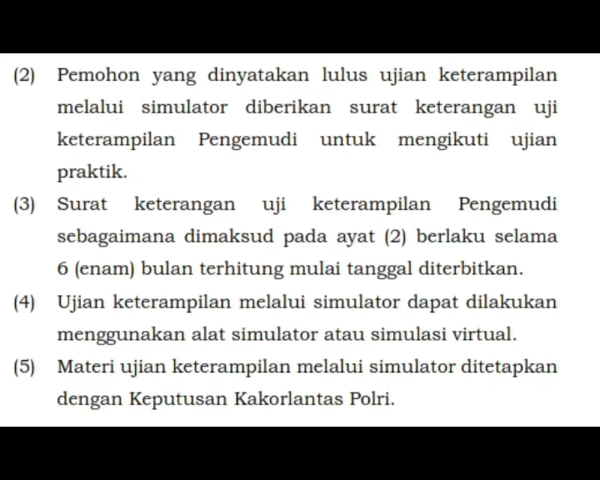 (2) Pemohon yang dinyatakan lulus ujian keterampilan
melalui simulator diberikan surat keterangan uji
keterampilan Pengemudi untuk mengikuti ujian
praktik.
(3) Surat keterangan uji keterampilan Pengemudi
sebagaimana dimaksud pada ayat (2) berlaku selama
6 (enam) bulan terhitung mulai tanggal diterbitkan.
(4) Ujian keterampilan melalui simulator dapat dilakukan
menggunakan alat simulator atau simulasi virtual.
(5) Materi ujian keterampilan melalui simulator ditetapkan
dengan Keputusan Kakorlantas Polri.